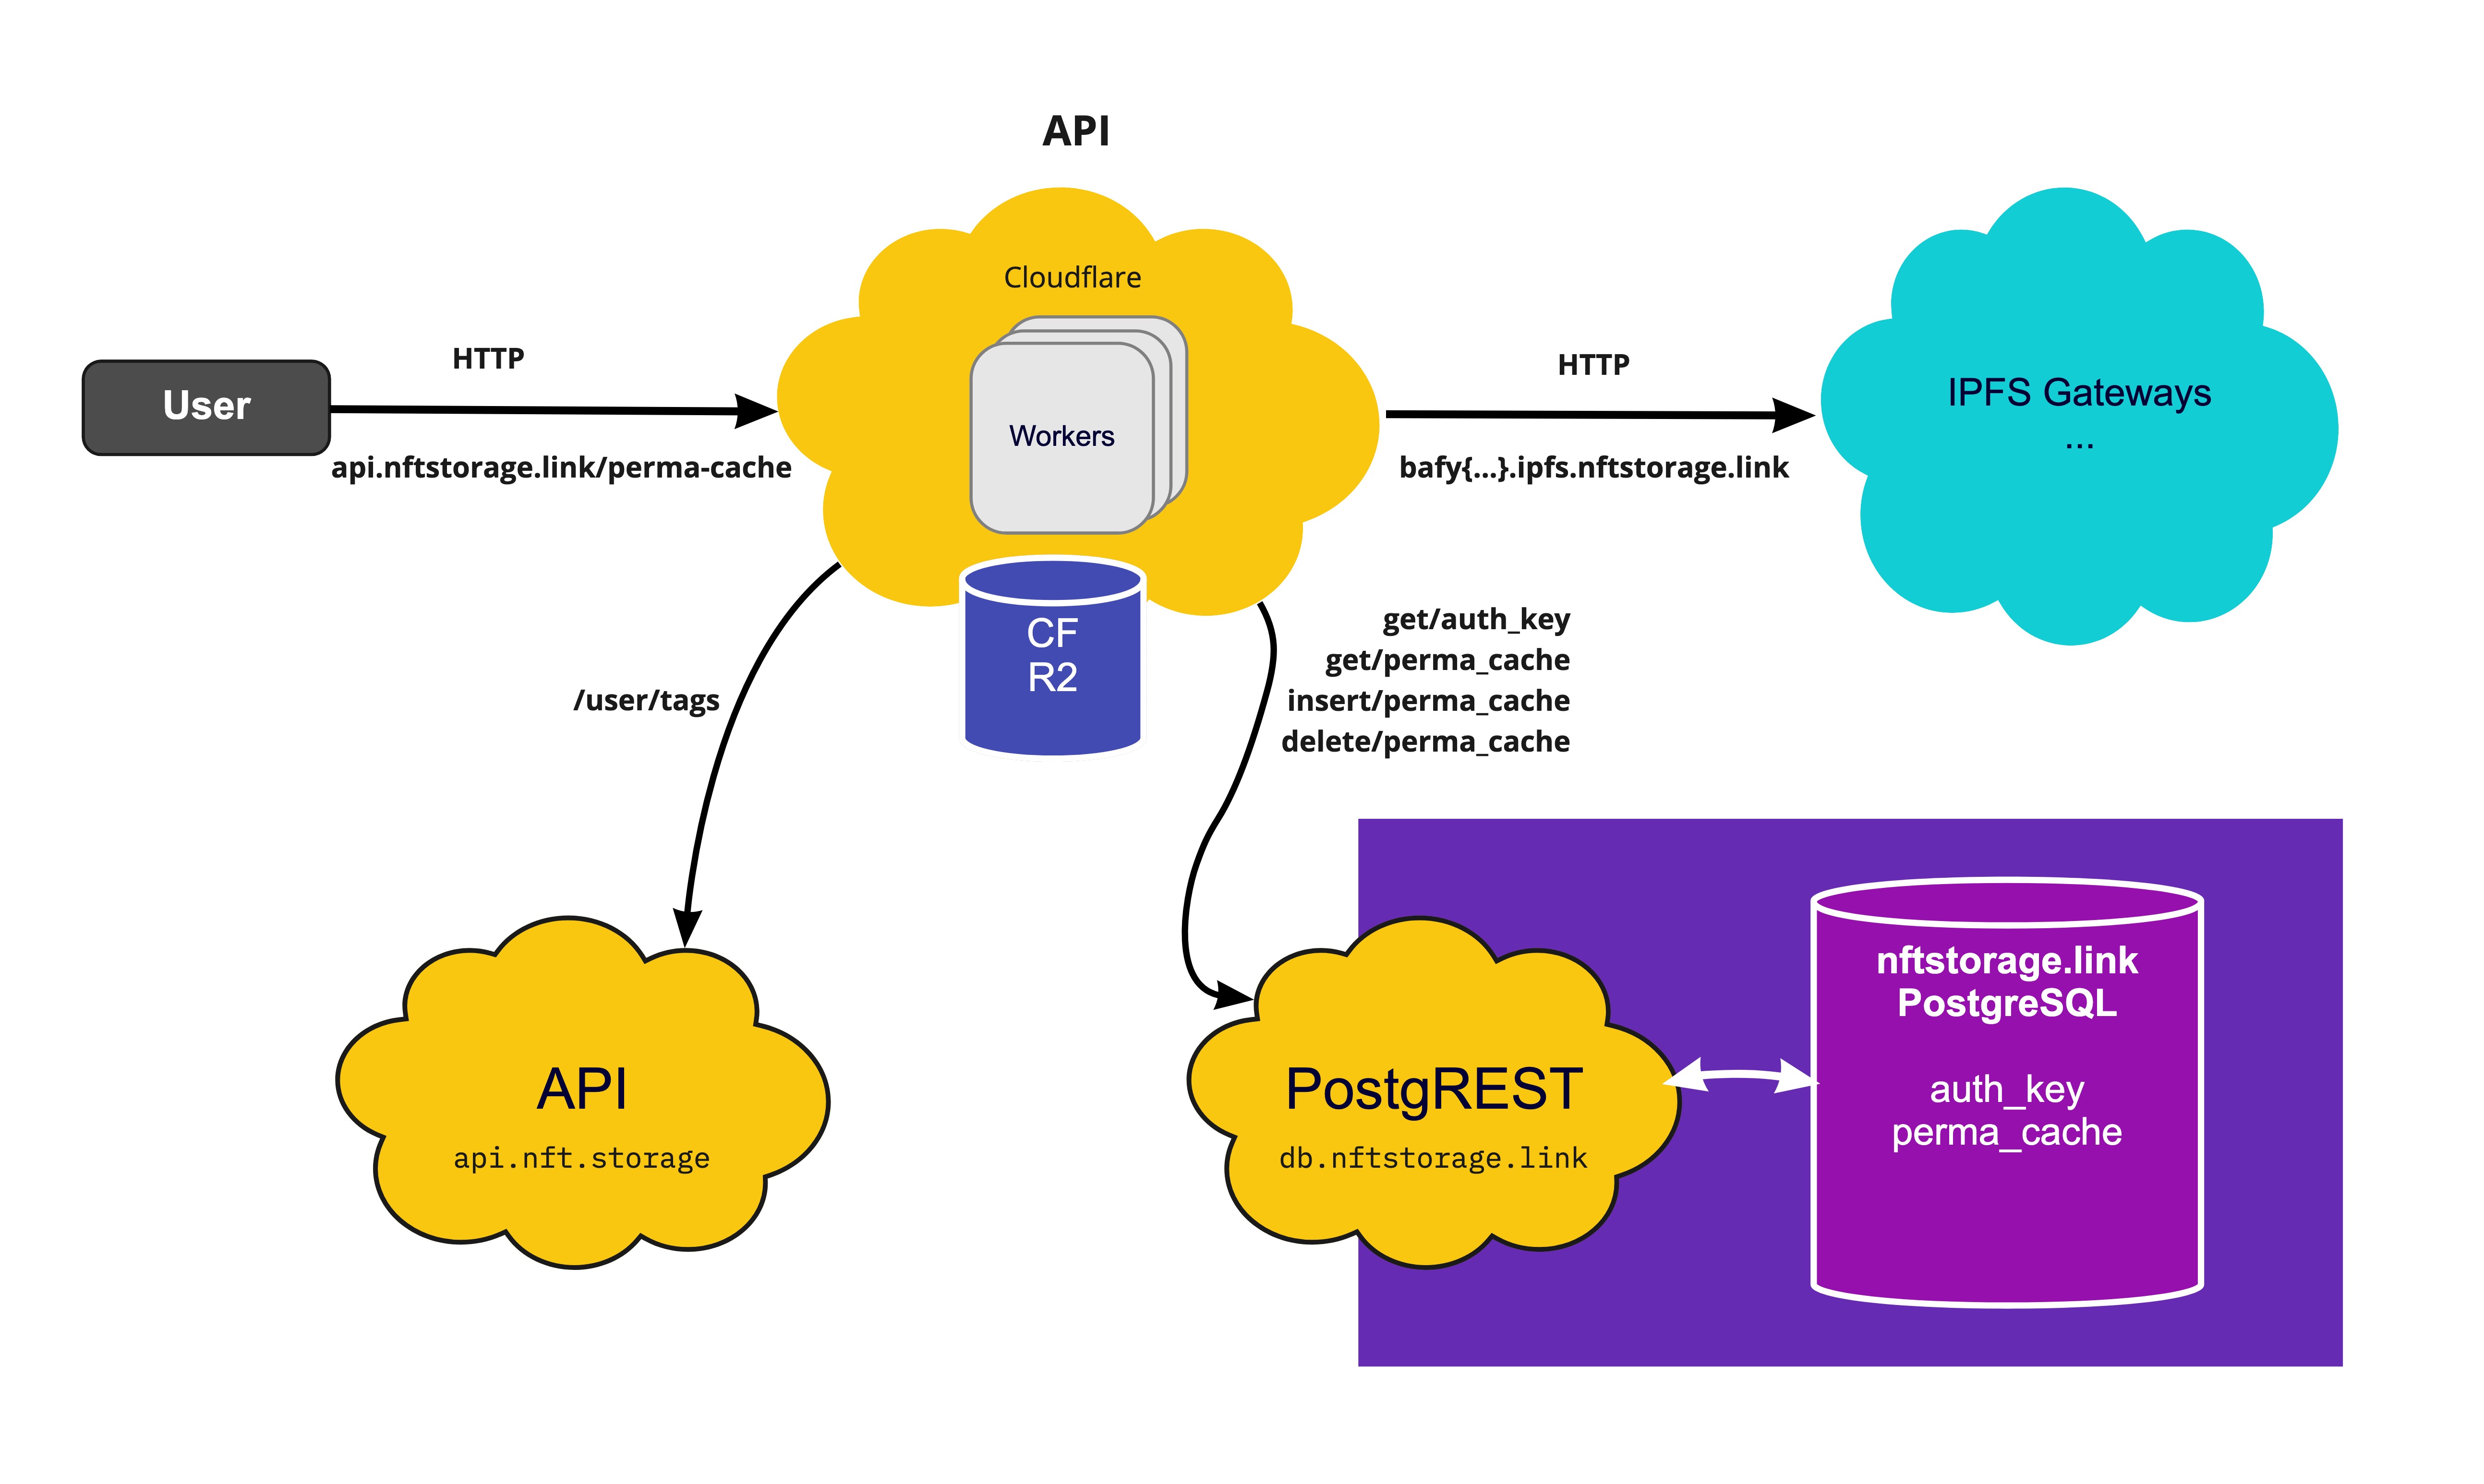 API
Cloudflare
Workers
HTTP
User
api.nftstorage.link/perma-cache
HTTP
bafy{...}.ipfs.nftstorage.link
IPFS Gateways
...
CF
R2
/user/tags
get/auth_key
get/perma_cache
insert/perma_cache
delete/perma_cache
API
api.nft.storage
PostgREST
db.nftstorage.link
nftstorage.link
PostgreSQL
auth_key
perma_cache